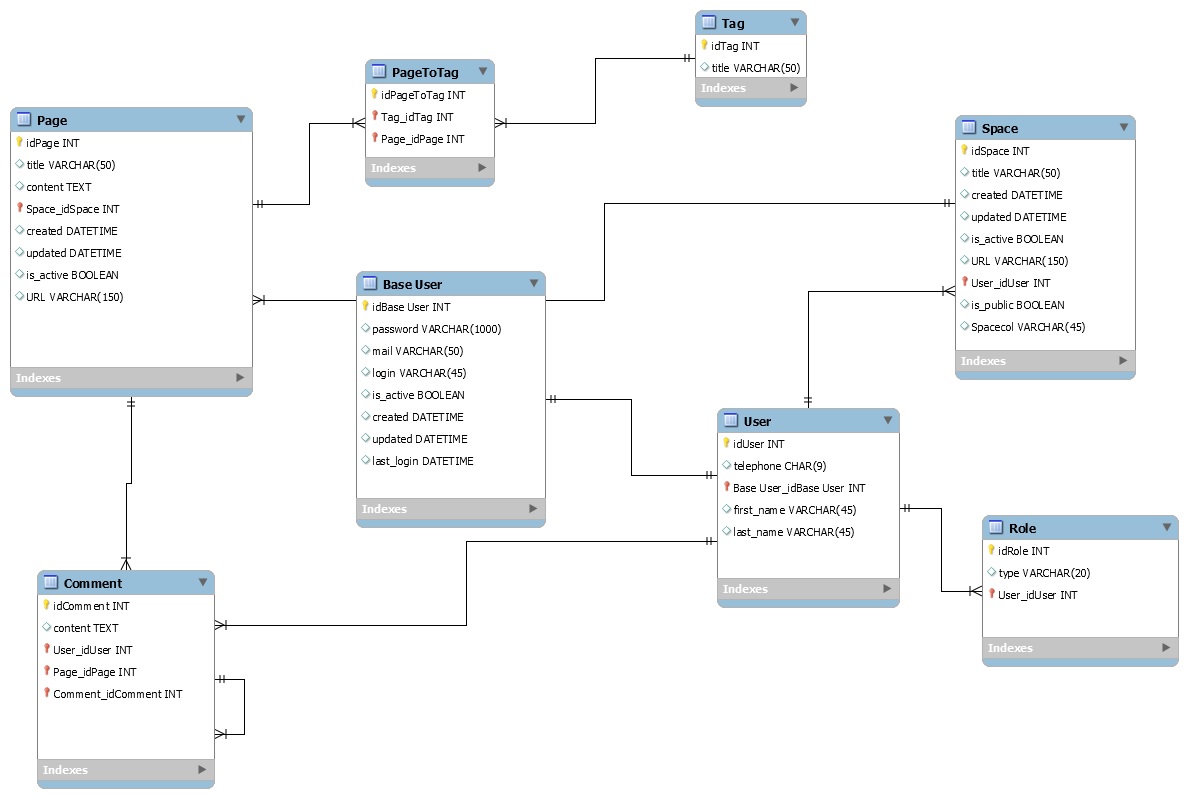 Tag
idTag INT
title VARCHAR(50)
Indexes
PageToTag
idPageToTag INT
Tag_idTag INT
Page_idPage INT
Indexes
Page
idPage INT
title VARCHAR(50)
content TEXT
Space_idSpace INT
created DATETIME
updated DATETIME
is_active BOOLEAN
URL VARCHAR(150)
Indexes
Space
idSpace INT
title VARCHAR(50)
created DATETIME
updated DATETIME
is_active BOOLEAN
URL VARCHAR(150)
User_idUser INT
is_public BOOLEAN
Spacecol VARCHAR(45)
Indexes
Base User
idBase User INT
password VARCHAR(1000)
mail VARCHAR(50)
login VARCHAR(45)
is_active BOOLEAN
created DATETIME
updated DATETIME
last_login DATETIME
Indexes
User
idUser INT
telephone CHAR(9)
Base User_idBase User INT
first_name VARCHAR(45)
last_name VARCHAR(45)
Indexes
Role
idRole INT
type VARCHAR(20)
User_idUser INT
Indexes
Comment
idComment INT
content TEXT
User_idUser INT
Page_idPage INT
Comment_idComment INT
Indexes